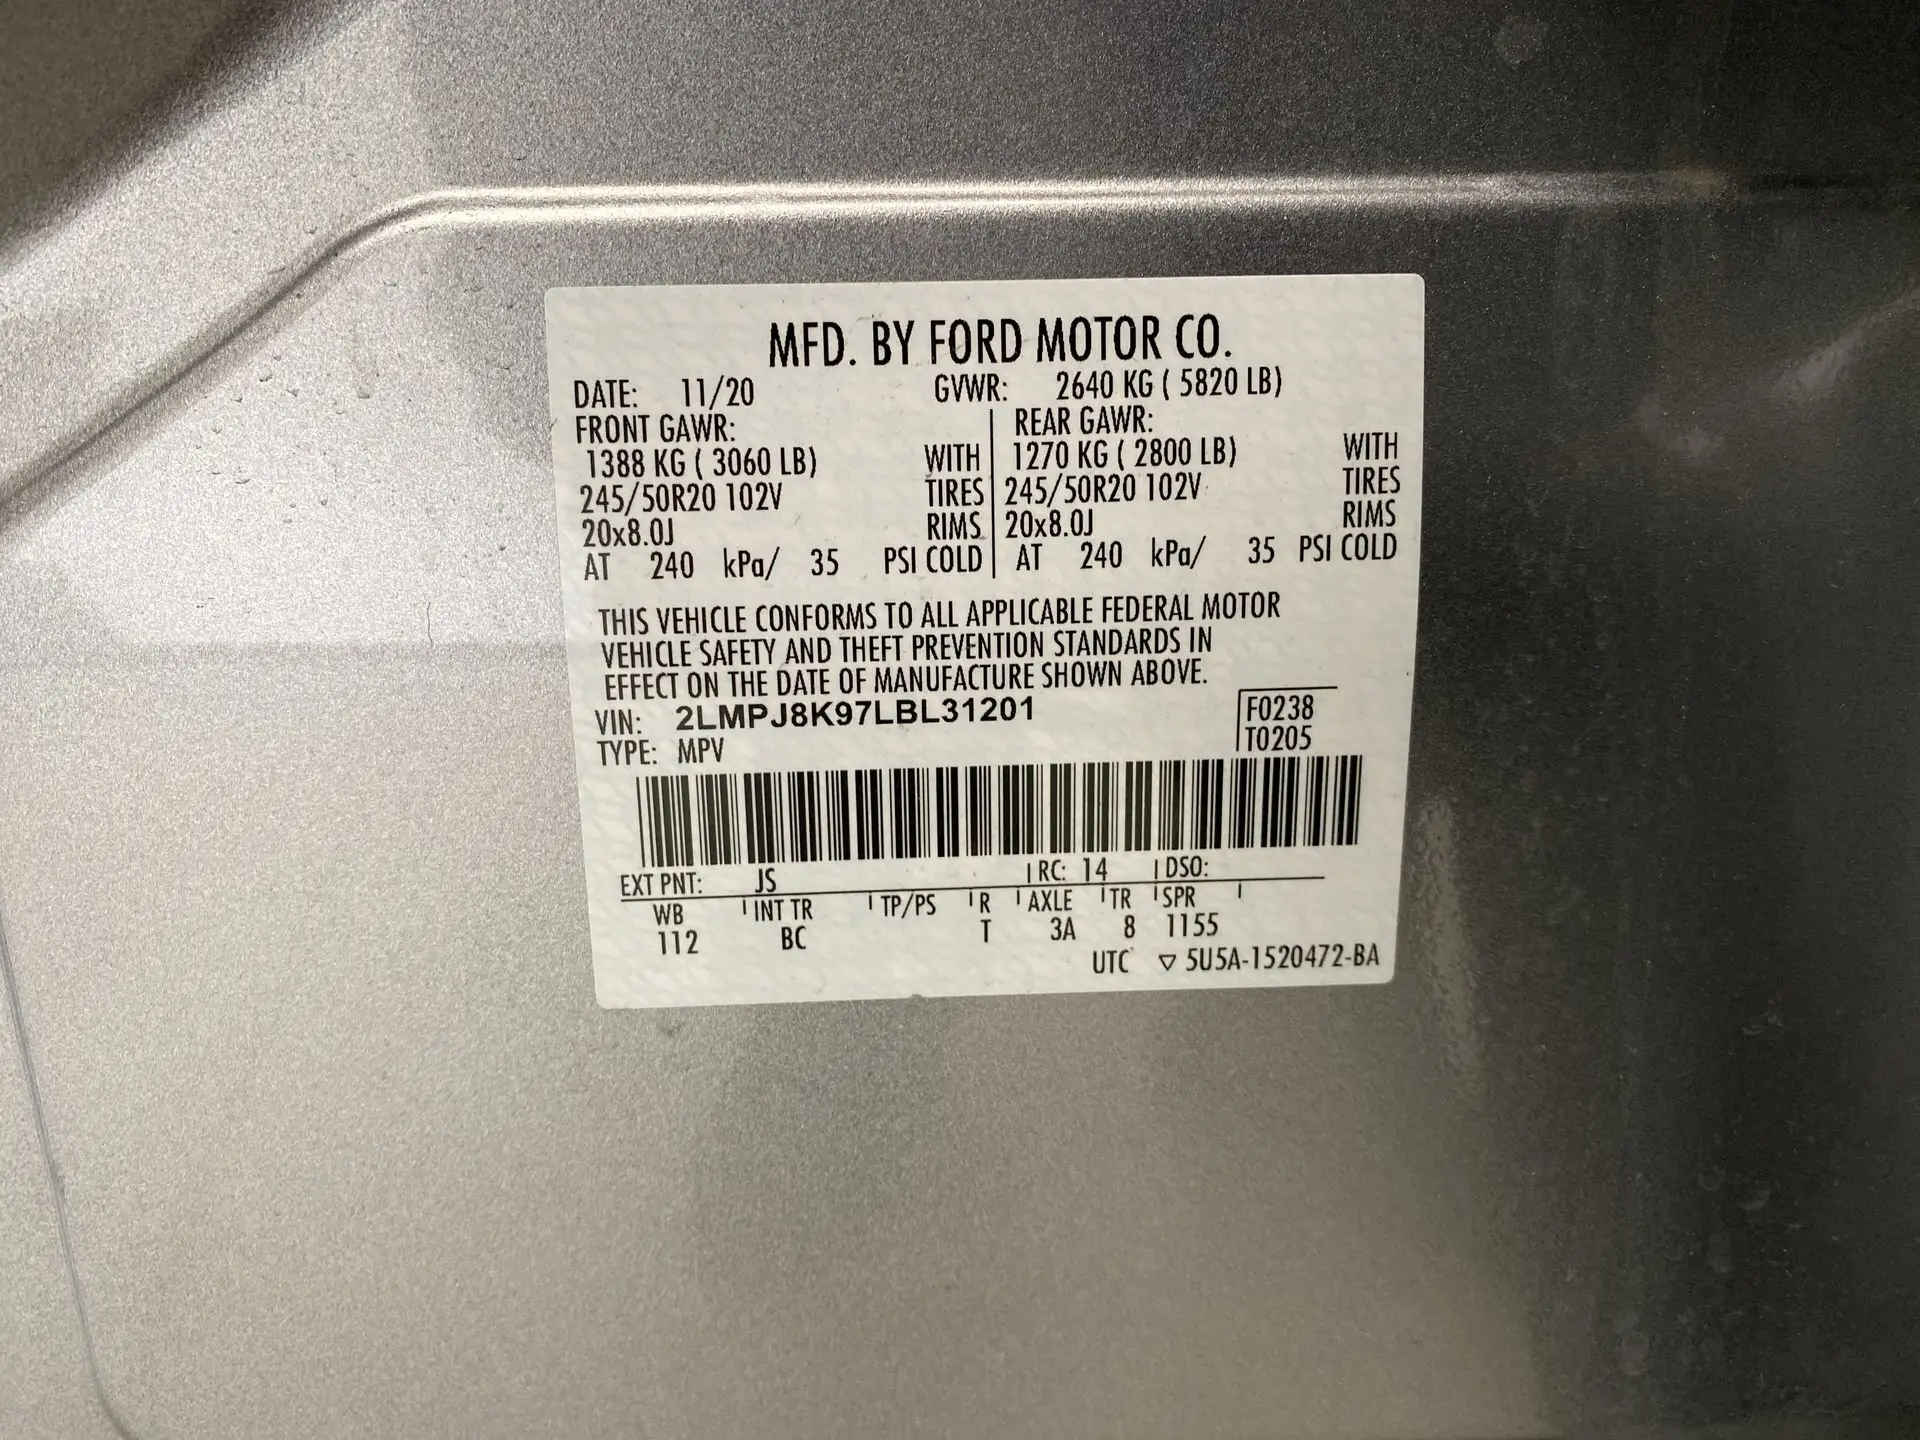 MFD. BY FORD MOTOR CO.
DATE: 11/20 GVWR: 2640 KG ( 5820 LB)
FRONT GAWR: REAR GAWR:
1388 KG ( 3060 LB) WITH 1270 KG ( 2800 LB) WITH
245/50R20 102V TIRES 245/50R20 102V TIRES
20x8.0J RIMS 20x8.0J RIMS
AT 240 kPa/ 35 PSI COLD AT 240 kPa/ 35 PSI COLD
THIS VEHICLE CONFORMS TO ALL APPLICABLE FEDERAL MOTOR
VEHICLE SAFETY AND THEFT PREVENTION STANDARDS IN
EFFECT ON THE DATE OF MANUFACTURE SHOWN ABOVE.
VIN: 2LMPJ8K97LBL31201 F0238
TYPE: MPV T0205
EXT PNT: JS RC: 14 DSO:
WB INT TR TP/PS R AXLE TR SPR
112 BC T 3A 8 1155
UTC ▽ 5U5A-1520472-BA